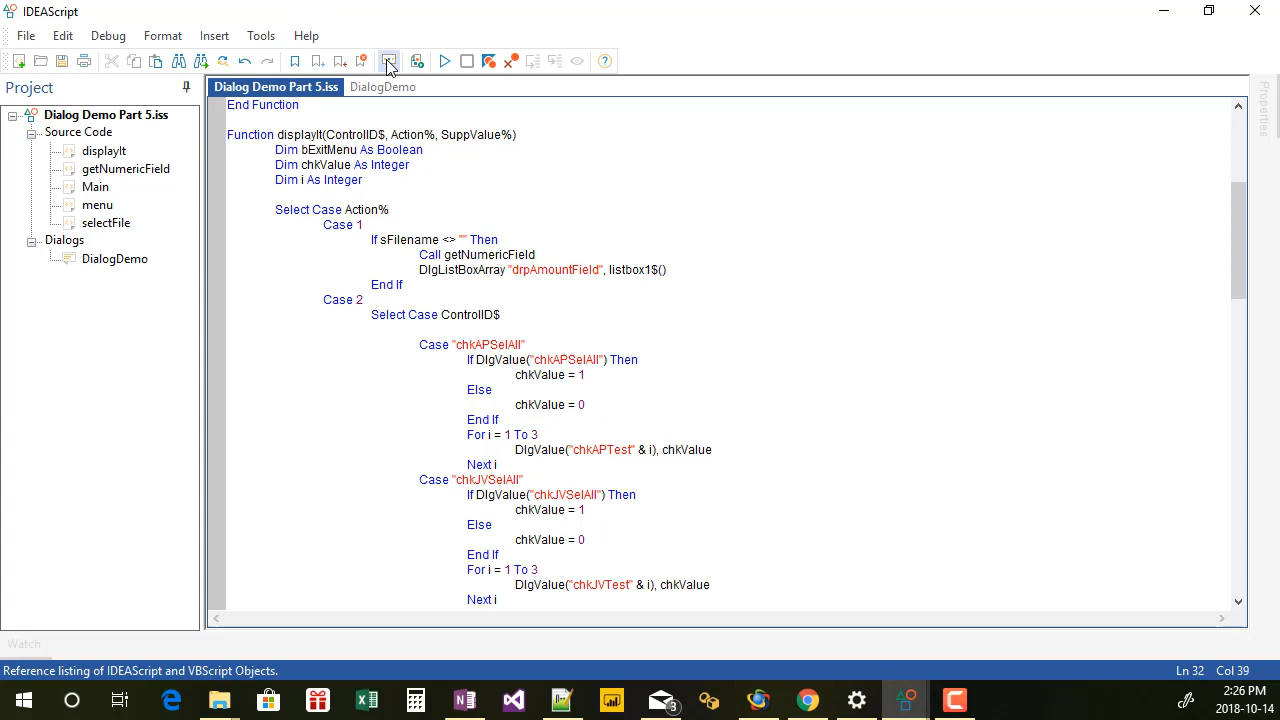 IDEAScript
File Edit Debug Format Insert Tools Help
Project
Dialog Demo Part 5.iss DialogDemo
Properties
Dialog Demo Part 5.iss
Source Code
displayIt
getNumericField
Main
menu
selectFile
Dialogs
DialogDemo
End Function
Function displayIt(ControlID$, Action%, SuppValue%)
Dim bExitMenu As Boolean
Dim chkValue As Integer
Dim i As Integer
Select Case Action%
Case 1
If sFilename <> "" Then
Call getNumericField
DlgListBoxArray "drpAmountField", listbox1$()
End If
Case 2
Select Case ControlID$
Case "chkAPSelAll"
If DlgValue("chkAPSelAll") Then
chkValue = 1
Else
chkValue = 0
End If
For i = 1 To 3
DlgValue("chkAPTest" & i), chkValue
Next i
Case "chkJVSelAll"
If DlgValue("chkJVSelAll") Then
chkValue = 1
Else
chkValue = 0
End If
For i = 1 To 3
DlgValue("chkJVTest" & i), chkValue
Next i
Watch
Reference listing of IDEAScript and VBScript Objects. Ln 32 Col 39
3
2:26 PM
2018-10-14